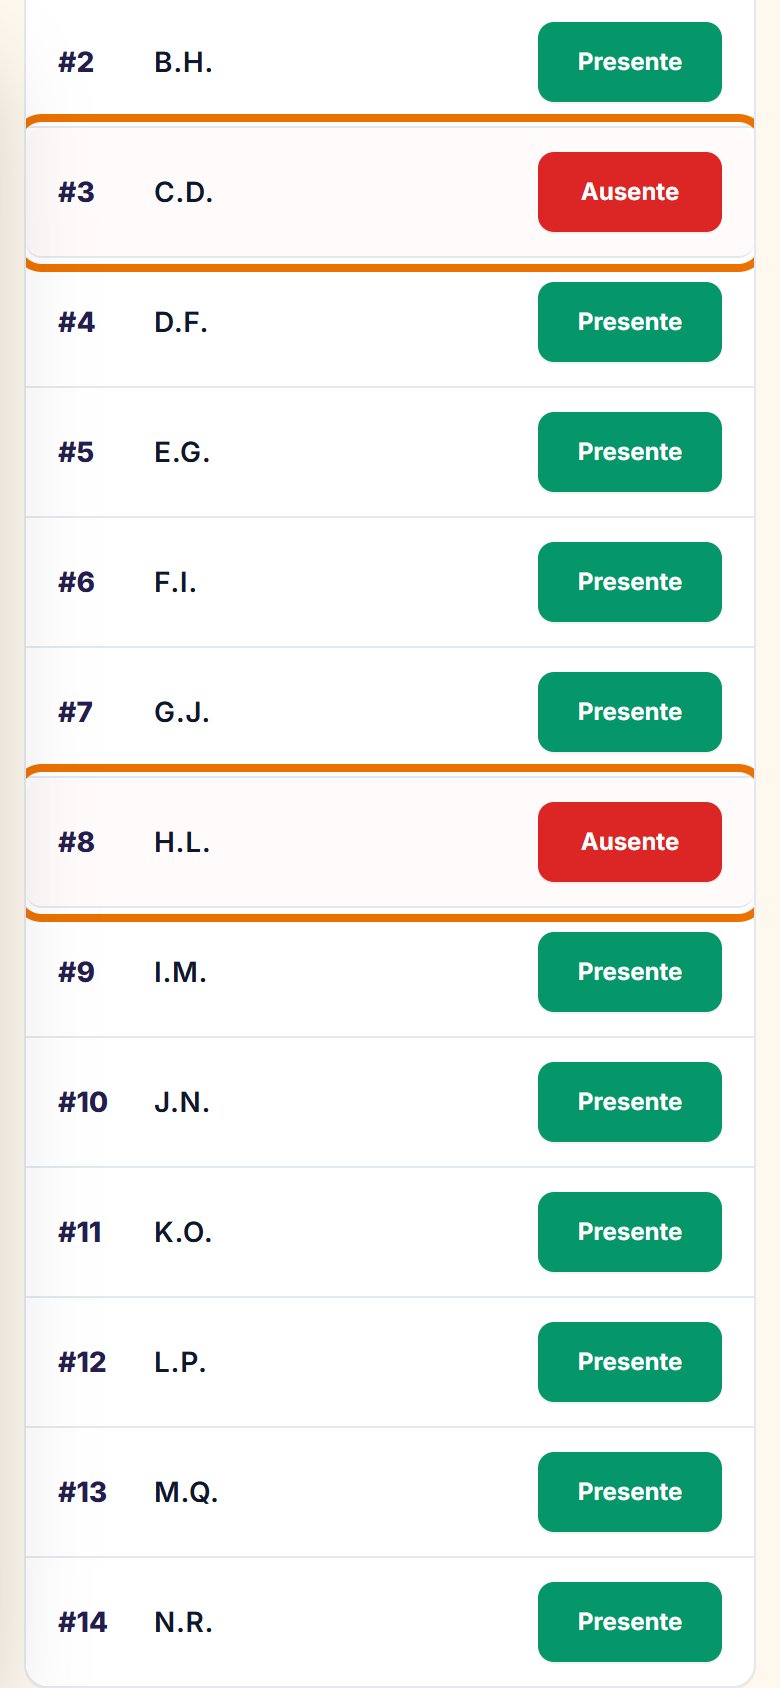 #2 B.H. Presente
#3 C.D. Ausente
#4 D.F. Presente
#5 E.G. Presente
#6 F.I. Presente
#7 G.J. Presente
#8 H.L. Ausente
#9 I.M. Presente
#10 J.N. Presente
#11 K.O. Presente
#12 L.P. Presente
#13 M.Q. Presente
#14 N.R. Presente